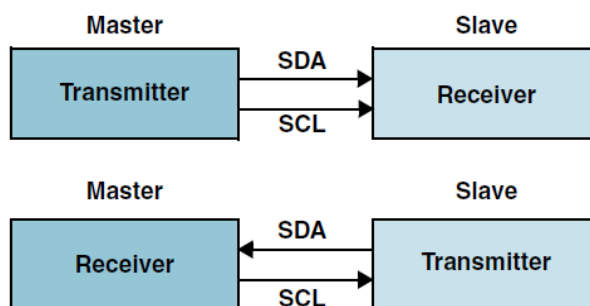 Master Slave
SDA
Transmitter Receiver
SCL
Master Slave
SDA
Receiver Transmitter
SCL